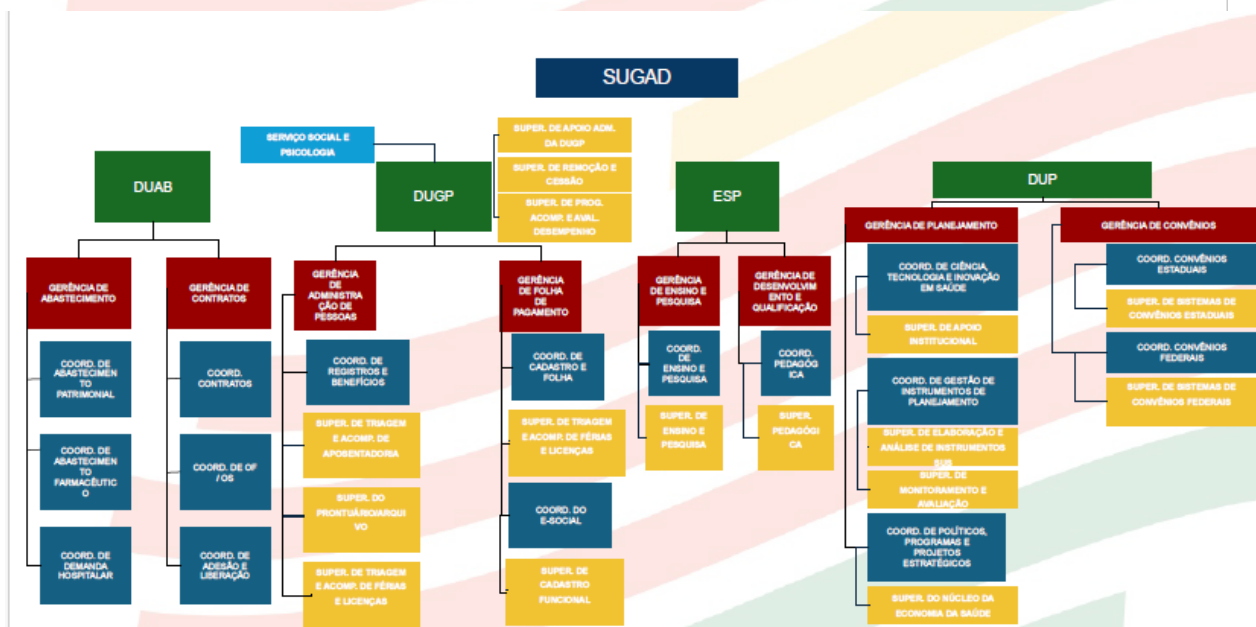 SUGAD
SERVIÇO SOCIAL E
PSICOLOGIA
SUPER. DE APOIO ADM.
DA DUGP
SUPER. DE REMOÇÃO E
CESSÃO
SUPER. DE PROG.
ACOMP. E AVAL.
DESEMPENHO
DUAB
DUGP
ESP
DUP
GERÊNCIA DE
ABASTECIMENTO
COORD. DE
ABASTECIMEN
TO
PATRIMONIAL
COORD. DE
ABASTECIMEN
TO
FARMACÊUTIC
O
COORD. DE
DEMANDA
HOSPITALAR
GERÊNCIA DE
CONTRATOS
COORD.
CONTRATOS
COORD. DE OF
/ OS
COORD. DE
ADESÃO E
LIBERAÇÃO
GERÊNCIA
DE
ADMINISTRA
ÇÃO DE
PESSOAS
COORD. DE
REGISTROS E
BENEFÍCIOS
SUPER. DE TRIAGEM
E ACOMP. DE
APOSENTADORIA
SUPER. DO
PRONTUÁRIO/ARQUI
VO
SUPER. DE TRIAGEM
E ACOMP. DE FÉRIAS
E LICENÇAS
GERÊNCIA
DE FOLHA
DE
PAGAMENTO
COORD. DE
CADASTRO E
FOLHA
SUPER. DE TRIAGEM
E ACOMP. DE FÉRIAS
E LICENÇAS
COORD. DO
E-SOCIAL
SUPER. DE
CADASTRO
FUNCIONAL
GERÊNCIA
DE ENSINO E
PESQUISA
COORD.
DE
ENSINO E
PESQUISA
SUPER. DE
ENSINO E
PESQUISA
GERÊNCIA DE
DESENVOLVIM
ENTO E
QUALIFICAÇÃO
COORD.
PEDAGÓG
ICA
SUPER.
PEDAGÓGI
CA
GERÊNCIA DE PLANEJAMENTO
COORD. DE CIÊNCIA,
TECNOLOGIA E INOVAÇÃO
EM SAÚDE
SUPER. DE APOIO
INSTITUCIONAL
COORD. DE GESTÃO DE
INSTRUMENTOS DE
PLANEJAMENTO
SUPER. DE ELABORAÇÃO E
ANÁLISE DE INSTRUMENTOS
SUS
SUPER. DE
MONITORAMENTO E
AVALIAÇÃO
COORD. DE POLÍTICOS,
PROGRAMAS E
PROJETOS
ESTRATÉGICOS
SUPER. DO NÚCLEO DA
ECONOMIA DA SAÚDE
GERÊNCIA DE CONVÊNIOS
COORD. CONVÊNIOS
ESTADUAIS
SUPER. DE SISTEMAS DE
CONVÊNIOS ESTADUAIS
COORD. CONVÊNIOS
FEDERAIS
SUPER. DE SISTEMAS DE
CONVÊNIOS FEDERAIS